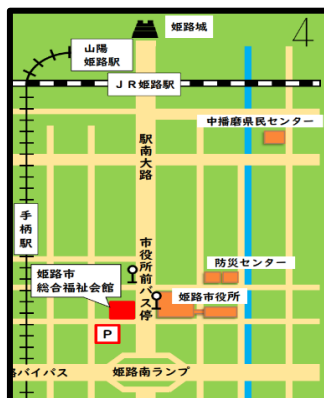 姫路城
山陽
姫路駅
ＪＲ姫路駅
中播磨県民センター
駅南大路
手柄駅
市役所前バス停
防災センター
姫路市
総合福祉会館
姫路市役所
P
路バイパス
姫路南ランプ